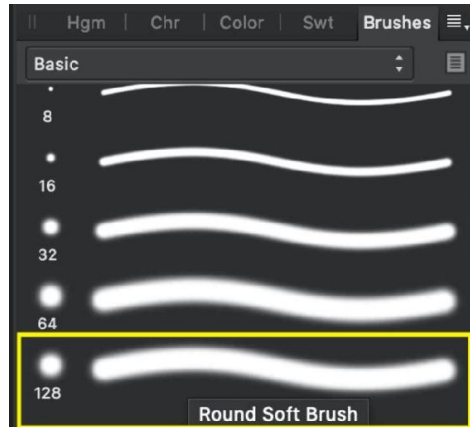 Hgm | Chr | Color | Swt Brushes
Basic
8
16
32
64
128
Round Soft Brush